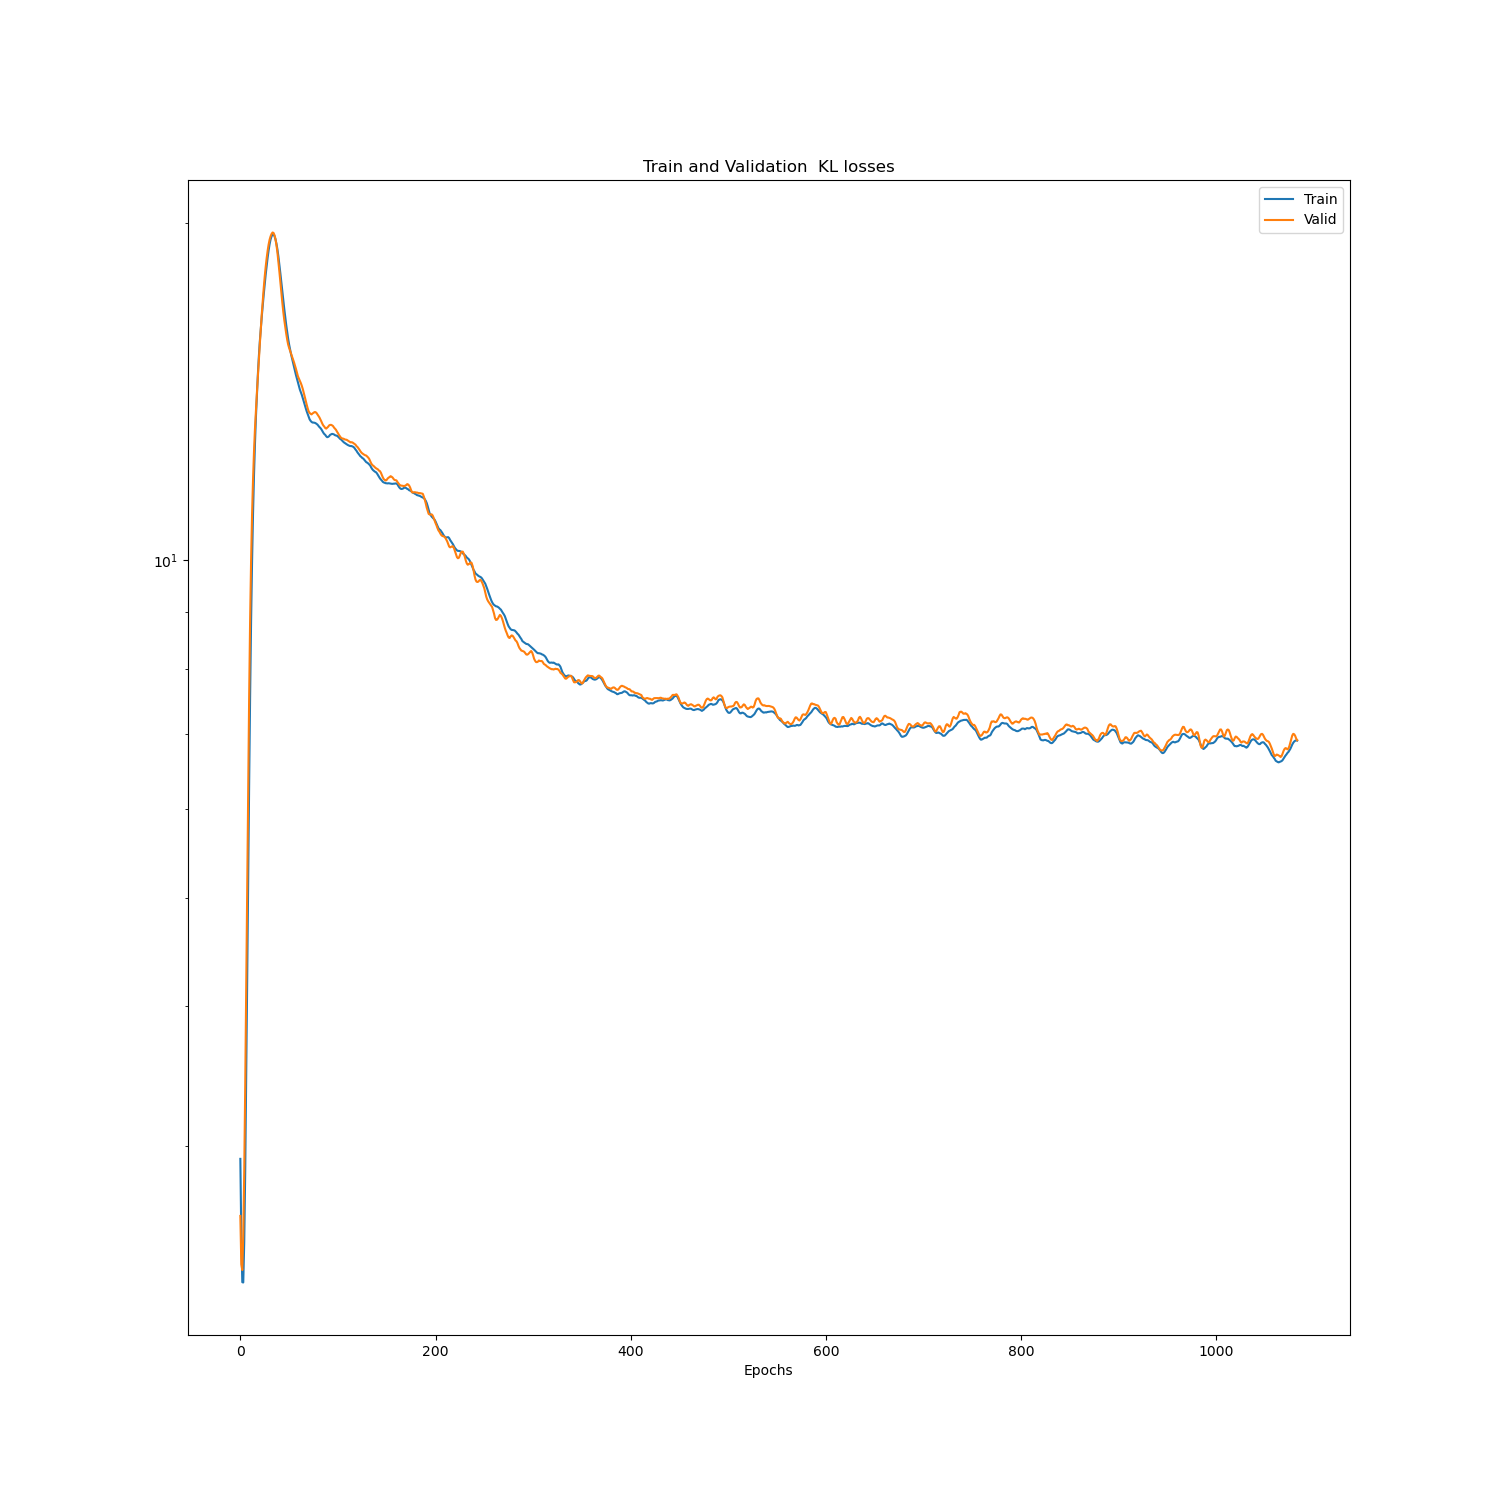 Train and Validation  KL losses
Train
Valid
10¹
0 200 400 600 800 1000
Epochs